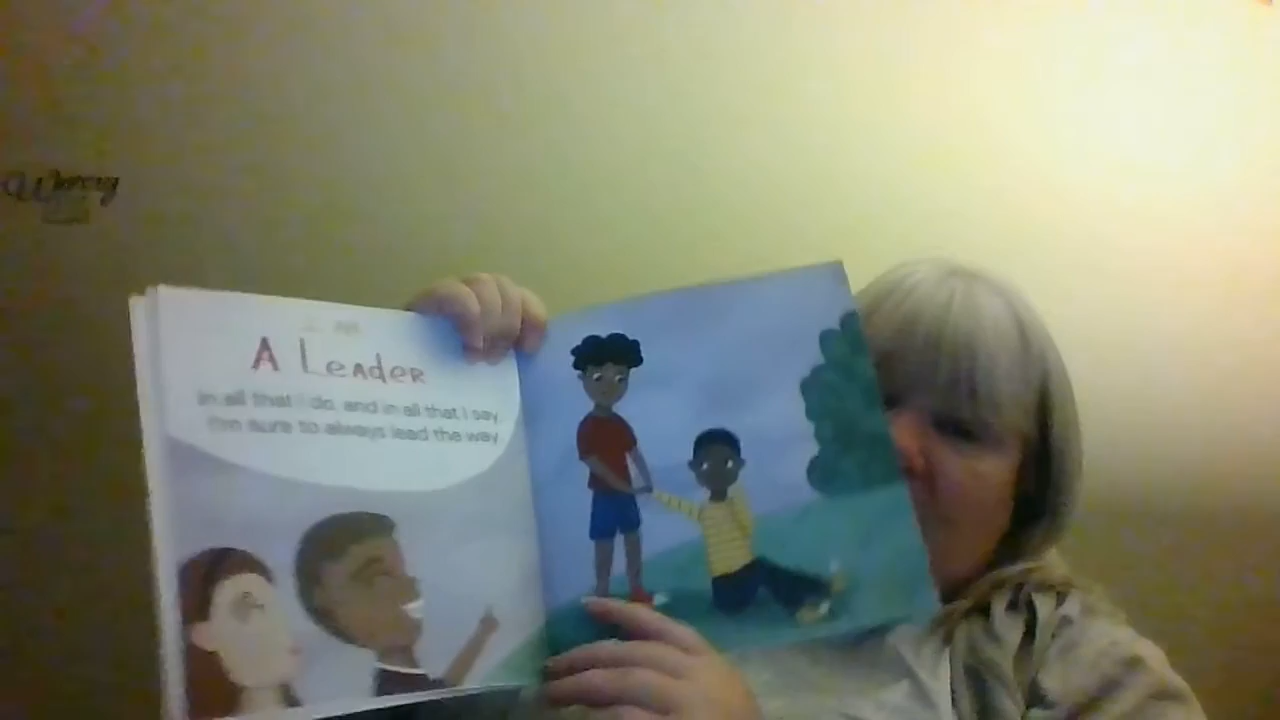 A Leader
In all that I do, and in all that I say,
I'm sure to always lead the way